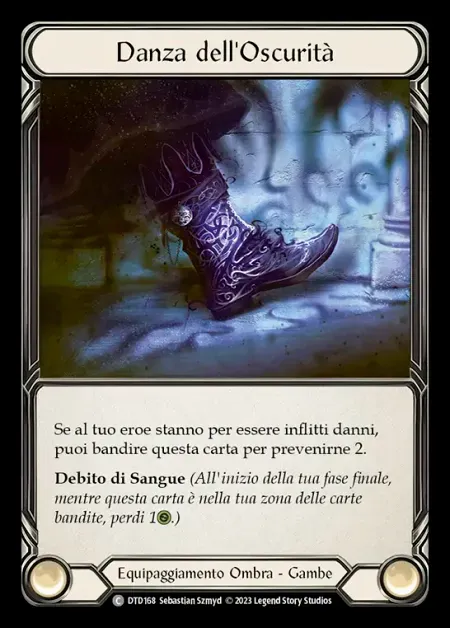 Danza dell'Oscurità
Se al tuo eroe stanno per essere inflitti danni,
puoi bandire questa carta per prevenirne 2.
Debito di Sangue (All'inizio della tua fase finale,
mentre questa carta è nella tua zona delle carte
bandite, perdi 1.)
Equipaggiamento Ombra - Gambe
C DTD168 Sebastian Szmyd © 2023 Legend Story Studios